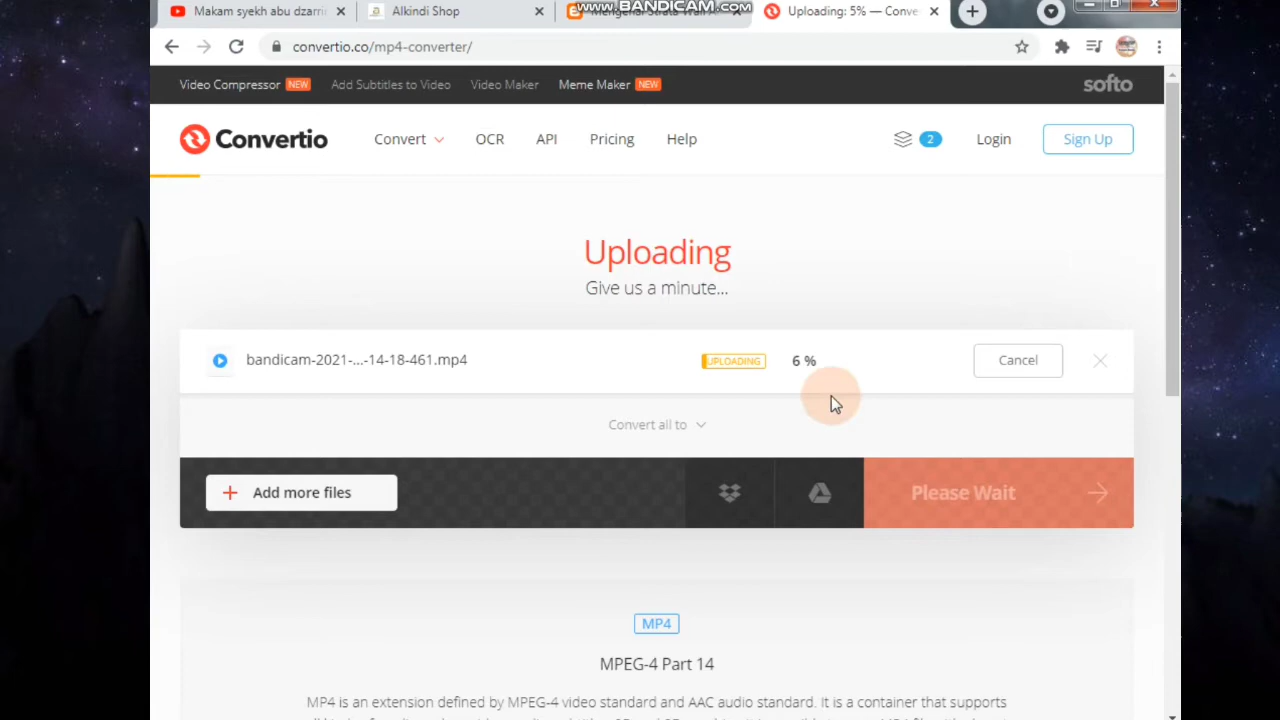 www.BANDICAM.com
Makam syekh abu dzarri
Alkindi Shop
Uploading: 5% — Conve
convertio.co/mp4-converter/
Video Compressor NEW Add Subtitles to Video Video Maker Meme Maker NEW softo
Convertio Convert OCR API Pricing Help 2 Login Sign Up
Uploading
Give us a minute...
bandicam-2021-...-14-18-461.mp4 UPLOADING 6 % Cancel
Convert all to
Add more files Please Wait
MP4
MPEG-4 Part 14
MP4 is an extension defined by MPEG-4 video standard and AAC audio standard. It is a container that supports